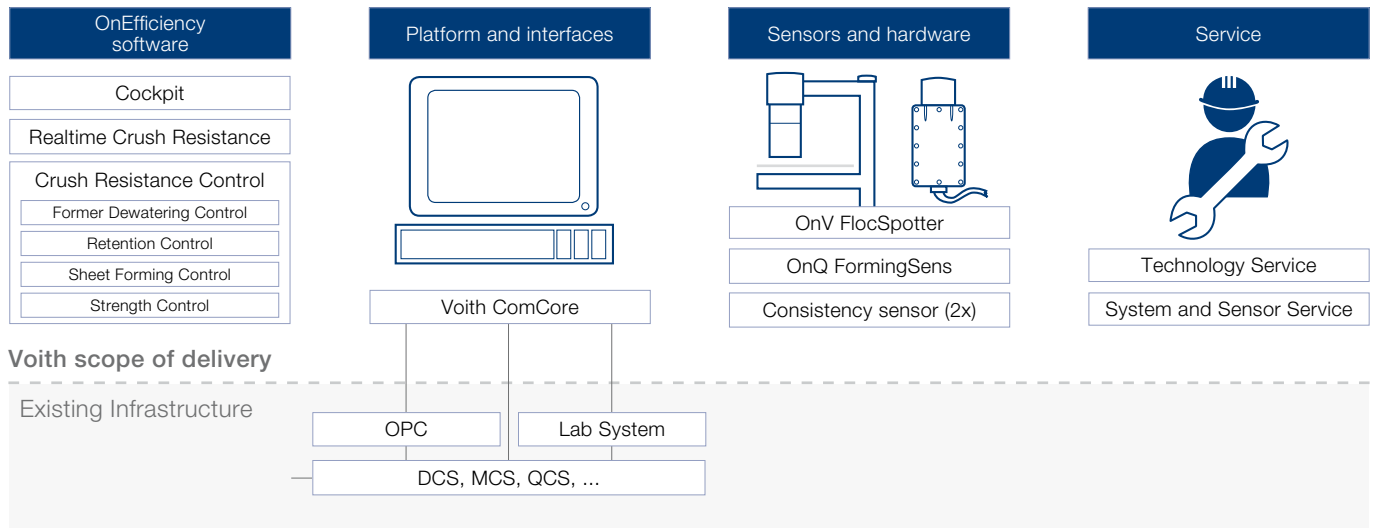 OnEfficiency
software
Cockpit
Realtime Crush Resistance
Crush Resistance Control
Former Dewatering Control
Retention Control
Sheet Forming Control
Strength Control
Platform and interfaces
Voith ComCore
Sensors and hardware
OnV FlocSpotter
OnQ FormingSens
Consistency sensor (2x)
Service
Technology Service
System and Sensor Service
Voith scope of delivery
Existing Infrastructure
OPC
Lab System
DCS, MCS, QCS, ...